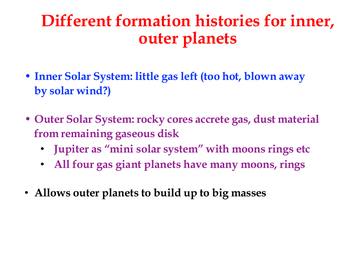 Different formation histories for inner,
outer planets
• Inner Solar System: little gas left (too hot, blown away
by solar wind?)
• Outer Solar System: rocky cores accrete gas, dust material
from remaining gaseous disk
• Jupiter as “mini solar system” with moons rings etc
• All four gas giant planets have many moons, rings
• Allows outer planets to build up to big masses